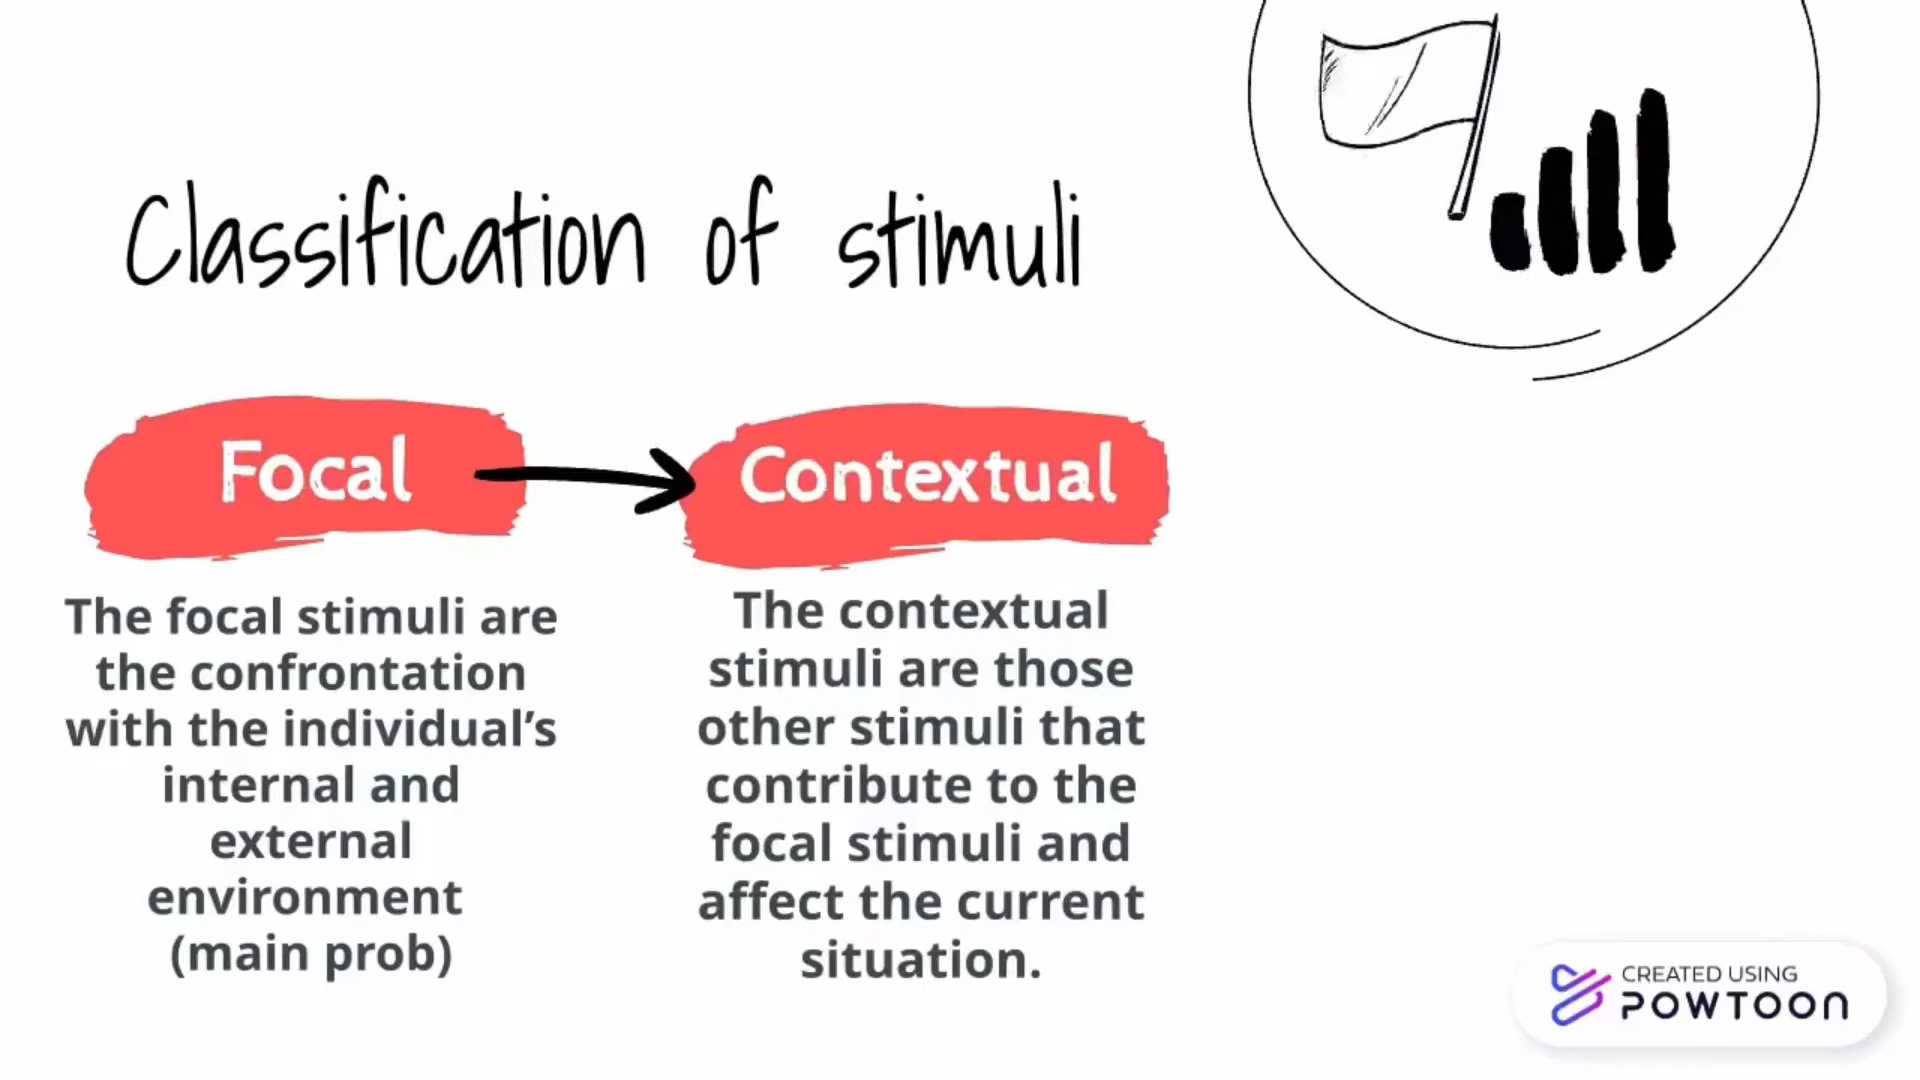 Classification of stimuli
Focal
Contextual
The focal stimuli are
the confrontation
with the individual's
internal and
external
environment
(main prob)
The contextual
stimuli are those
other stimuli that
contribute to the
focal stimuli and
affect the current
situation.
CREATED USING
POWTOON